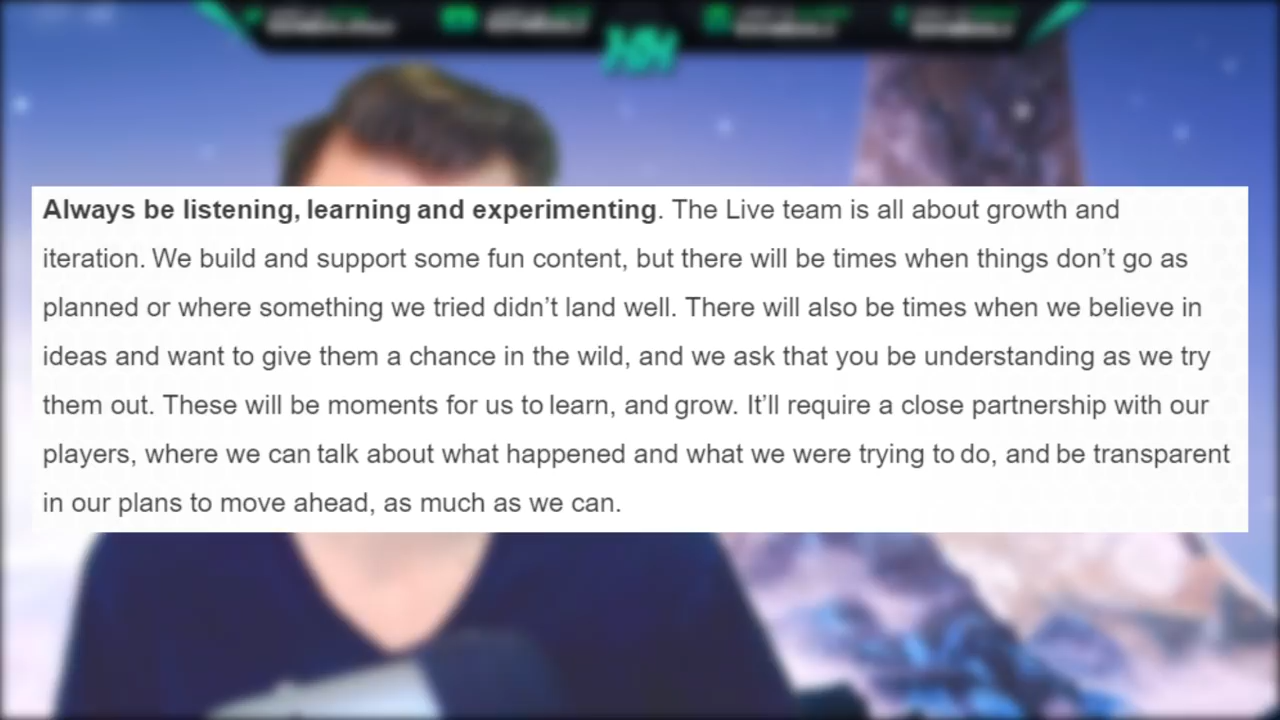 HH
Always be listening, learning and experimenting. The Live team is all about growth and
iteration. We build and support some fun content, but there will be times when things don’t go as
planned or where something we tried didn’t land well. There will also be times when we believe in
ideas and want to give them a chance in the wild, and we ask that you be understanding as we try
them out. These will be moments for us to learn, and grow. It’ll require a close partnership with our
players, where we can talk about what happened and what we were trying to do, and be transparent
in our plans to move ahead, as much as we can.